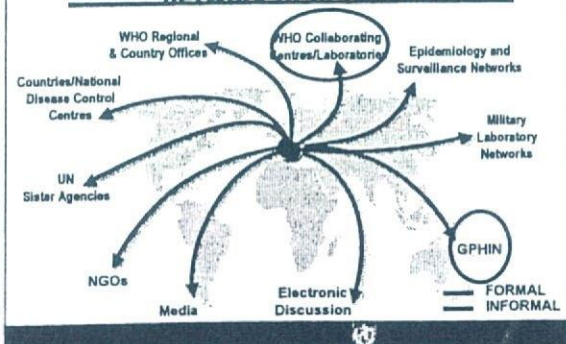 WHO Regional
& Country Offices
WHO Collaborating
Centres/Laboratories
Epidemiology and
Surveillance Networks
Countries/National
Disease Control
Centres
Military
Laboratory
Networks
UN
Sister Agencies
GPHIN
NGOs
Media
Electronic
Discussion
FORMAL
INFORMAL